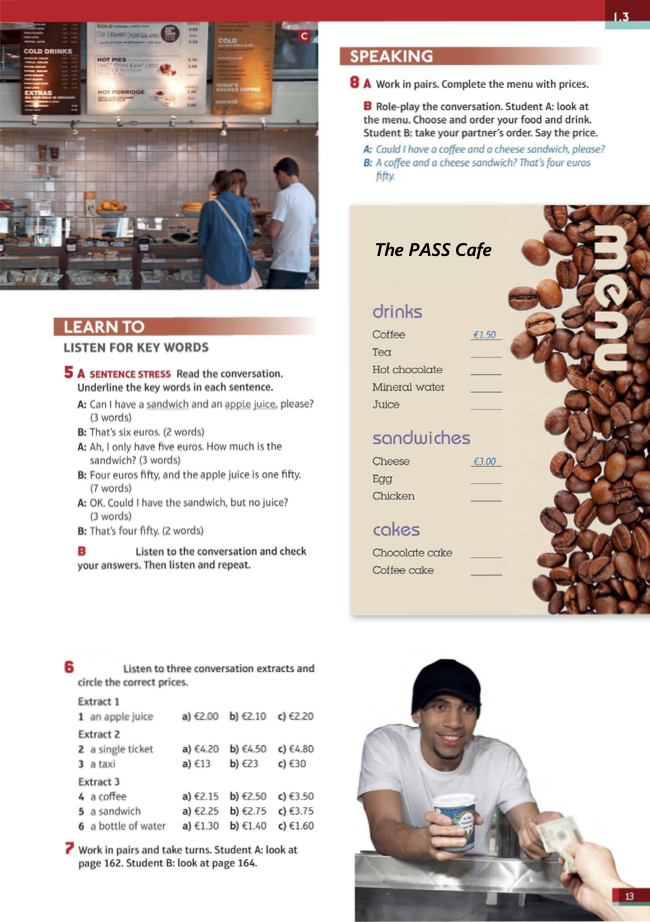 1.3
C
COLD DRINKS
EXTRAS
HOT PIES
HOT PORRIDGE
COLD
LEARN TO
LISTEN FOR KEY WORDS
5 A SENTENCE STRESS Read the conversation.
Underline the key words in each sentence.
A: Can I have a sandwich and an apple juice, please?
(3 words)
B: That's six euros. (2 words)
A: Ah, I only have five euros. How much is the
sandwich? (3 words)
B: Four euros fifty, and the apple juice is one fifty.
(7 words)
A: OK. Could I have the sandwich, but no juice?
(3 words)
B: That's four fifty. (2 words)
B Listen to the conversation and check
your answers. Then listen and repeat.
6 Listen to three conversation extracts and
circle the correct prices.
Extract 1
1 an apple juice a) €2.00 b) €2.10 c) €2.20
Extract 2
2 a single ticket a) €4.20 b) €4.50 c) €4.80
3 a taxi a) €13 b) €23 c) €30
Extract 3
4 a coffee a) €2.15 b) €2.50 c) €3.50
5 a sandwich a) €2.25 b) €2.75 c) €3.75
6 a bottle of water a) €1.30 b) €1.40 c) €1.60
7 Work in pairs and take turns. Student A: look at
page 162. Student B: look at page 164.
SPEAKING
8 A Work in pairs. Complete the menu with prices.
B Role-play the conversation. Student A: look at
the menu. Choose and order your food and drink.
Student B: take your partner's order. Say the price.
A: Could I have a coffee and a cheese sandwich, please?
B: A coffee and a cheese sandwich? That's four euros
fifty.
The PASS Cafe
menu
drinks
Coffee €1.50
Tea
Hot chocolate
Mineral water
Juice
sandwiches
Cheese €3.00
Egg
Chicken
cakes
Chocolate cake
Coffee cake
13